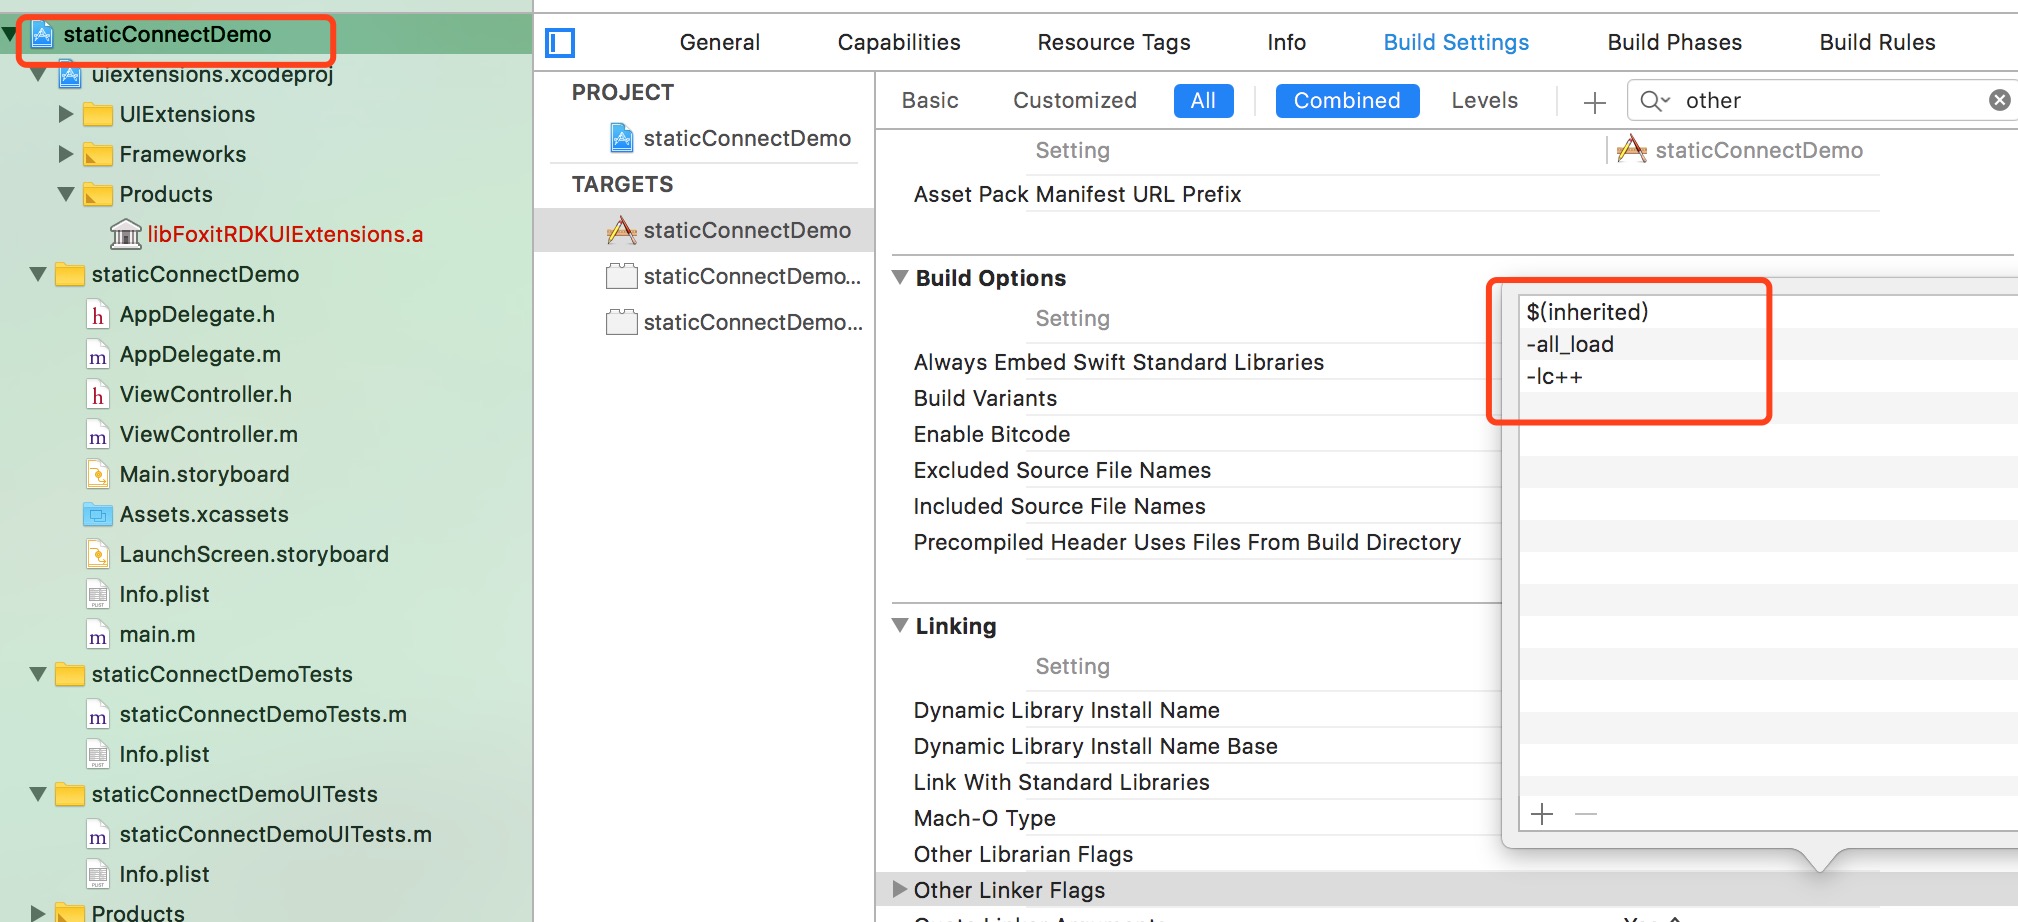 staticConnectDemo
uiextensions.xcodeproj
UIExtensions
Frameworks
Products
libFoxitRDKUIExtensions.a
staticConnectDemo
h AppDelegate.h
m AppDelegate.m
h ViewController.h
m ViewController.m
Main.storyboard
Assets.xcassets
LaunchScreen.storyboard
PLIST Info.plist
m main.m
staticConnectDemoTests
m staticConnectDemoTests.m
PLIST Info.plist
staticConnectDemoUITests
m staticConnectDemoUITests.m
PLIST Info.plist
Products
General Capabilities Resource Tags Info Build Settings Build Phases Build Rules
PROJECT
staticConnectDemo
TARGETS
staticConnectDemo
staticConnectDemo...
staticConnectDemo...
Basic Customized All Combined Levels + other
Setting staticConnectDemo
Asset Pack Manifest URL Prefix
Build Options
Setting
Always Embed Swift Standard Libraries
Build Variants
Enable Bitcode
Excluded Source File Names
Included Source File Names
Precompiled Header Uses Files From Build Directory
Linking
Setting
Dynamic Library Install Name
Dynamic Library Install Name Base
Link With Standard Libraries
Mach-O Type
Other Librarian Flags
Other Linker Flags
$(inherited)
-all_load
-lc++